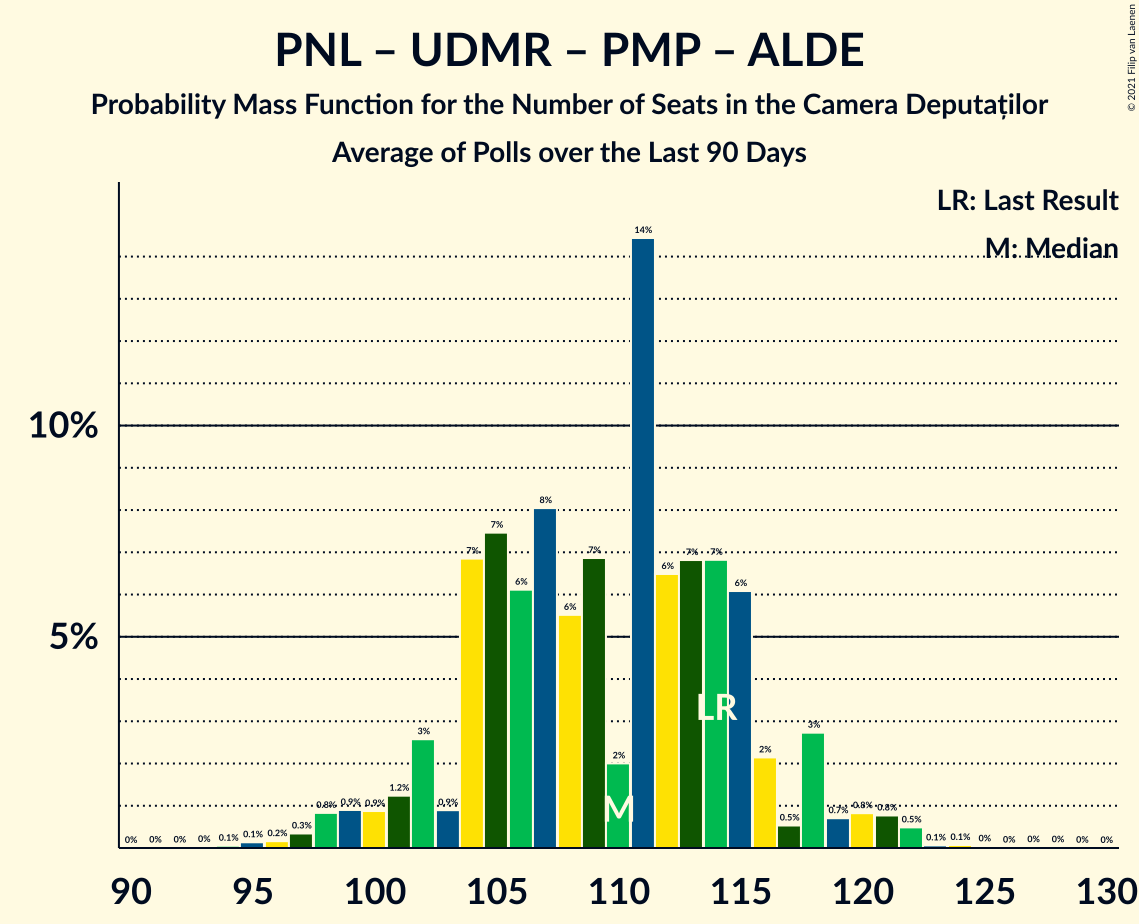 PNL – UDMR – PMP – ALDE
Probability Mass Function for the Number of Seats in the Camera Deputaților
Average of Polls over the Last 90 Days
© 2021 Filip van Laenen
LR: Last Result
M: Median
10%
5%
0% 0% 0% 0% 0.1% 0.1% 0.2% 0.3% 0.8% 0.9% 0.9% 1.2% 3% 0.9% 7% 7% 6% 8% 6% 7% 2% 14% 6% 7% 7% 6% 2% 0.5% 3% 0.7% 0.8% 0.8% 0.5% 0.1% 0.1% 0% 0% 0% 0% 0% 0%
LR
M
90 95 100 105 110 115 120 125 130